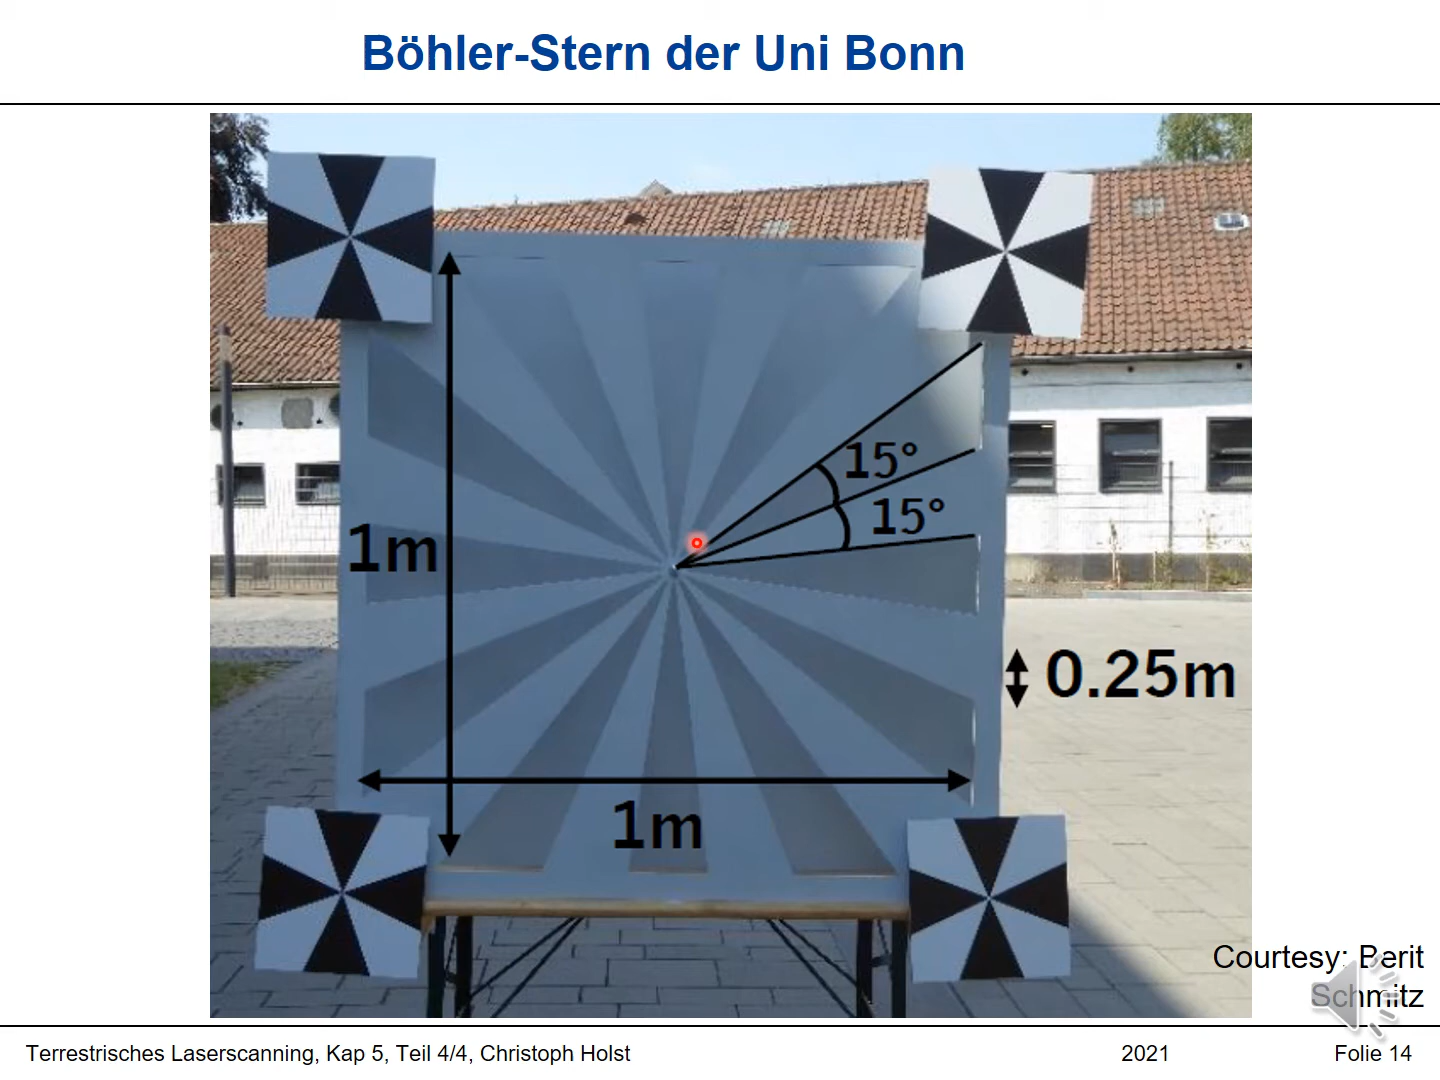 Böhler-Stern der Uni Bonn
15°
15°
1m
0.25m
1m
Courtesy: Berit
Schmitz
Terrestrisches Laserscanning, Kap 5, Teil 4/4, Christoph Holst
2021
Folie 14